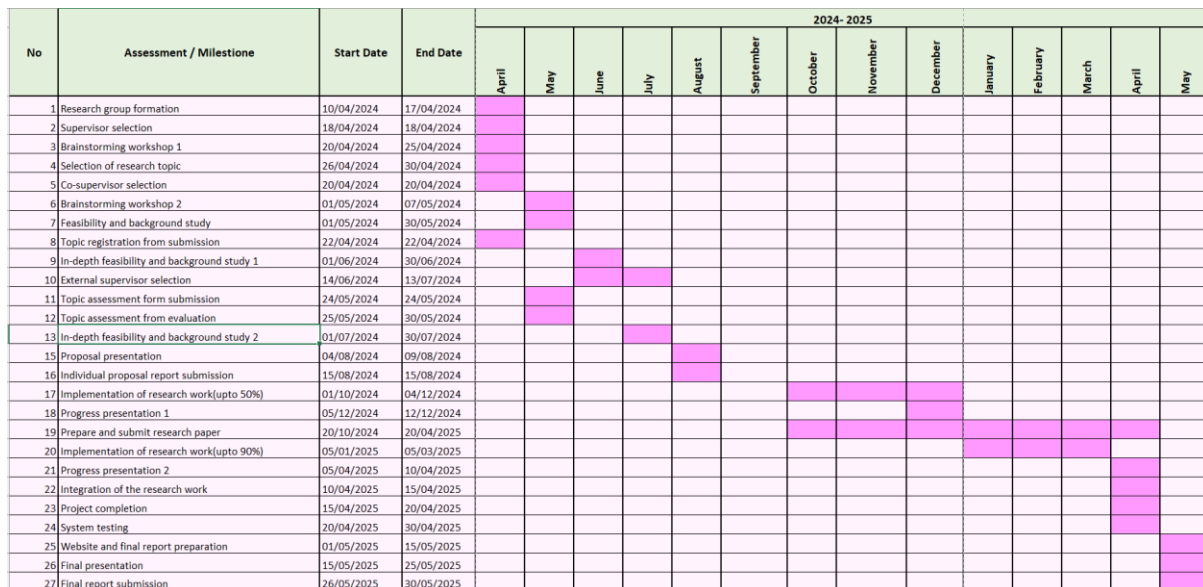 2024- 2025
No Assessment / Milestione Start Date End Date April May June July August September October November December January February March April May
1 Research group formation 10/04/2024 17/04/2024
2 Supervisor selection 18/04/2024 18/04/2024
3 Brainstorming workshop 1 20/04/2024 25/04/2024
4 Selection of research topic 26/04/2024 30/04/2024
5 Co-supervisor selection 20/04/2024 20/04/2024
6 Brainstorming workshop 2 01/05/2024 07/05/2024
7 Feasibility and background study 01/05/2024 30/05/2024
8 Topic registration from submission 22/04/2024 22/04/2024
9 In-depth feasibility and background study 1 01/06/2024 30/06/2024
10 External supervisor selection 14/06/2024 13/07/2024
11 Topic assessment form submission 24/05/2024 24/05/2024
12 Topic assessment from evaluation 25/05/2024 30/05/2024
13 In-depth feasibility and background study 2 01/07/2024 30/07/2024
15 Proposal presentation 04/08/2024 09/08/2024
16 Individual proposal report submission 15/08/2024 15/08/2024
17 Implementation of research work(upto 50%) 01/10/2024 04/12/2024
18 Progress presentation 1 05/12/2024 12/12/2024
19 Prepare and submit research paper 20/10/2024 20/04/2025
20 Implementation of research work(upto 90%) 05/01/2025 05/03/2025
21 Progress presentation 2 05/04/2025 10/04/2025
22 Integration of the research work 10/04/2025 15/04/2025
23 Project completion 15/04/2025 20/04/2025
24 System testing 20/04/2025 30/04/2025
25 Website and final report preparation 01/05/2025 15/05/2025
26 Final presentation 15/05/2025 25/05/2025
27 Final report submission 26/05/2025 30/05/2025